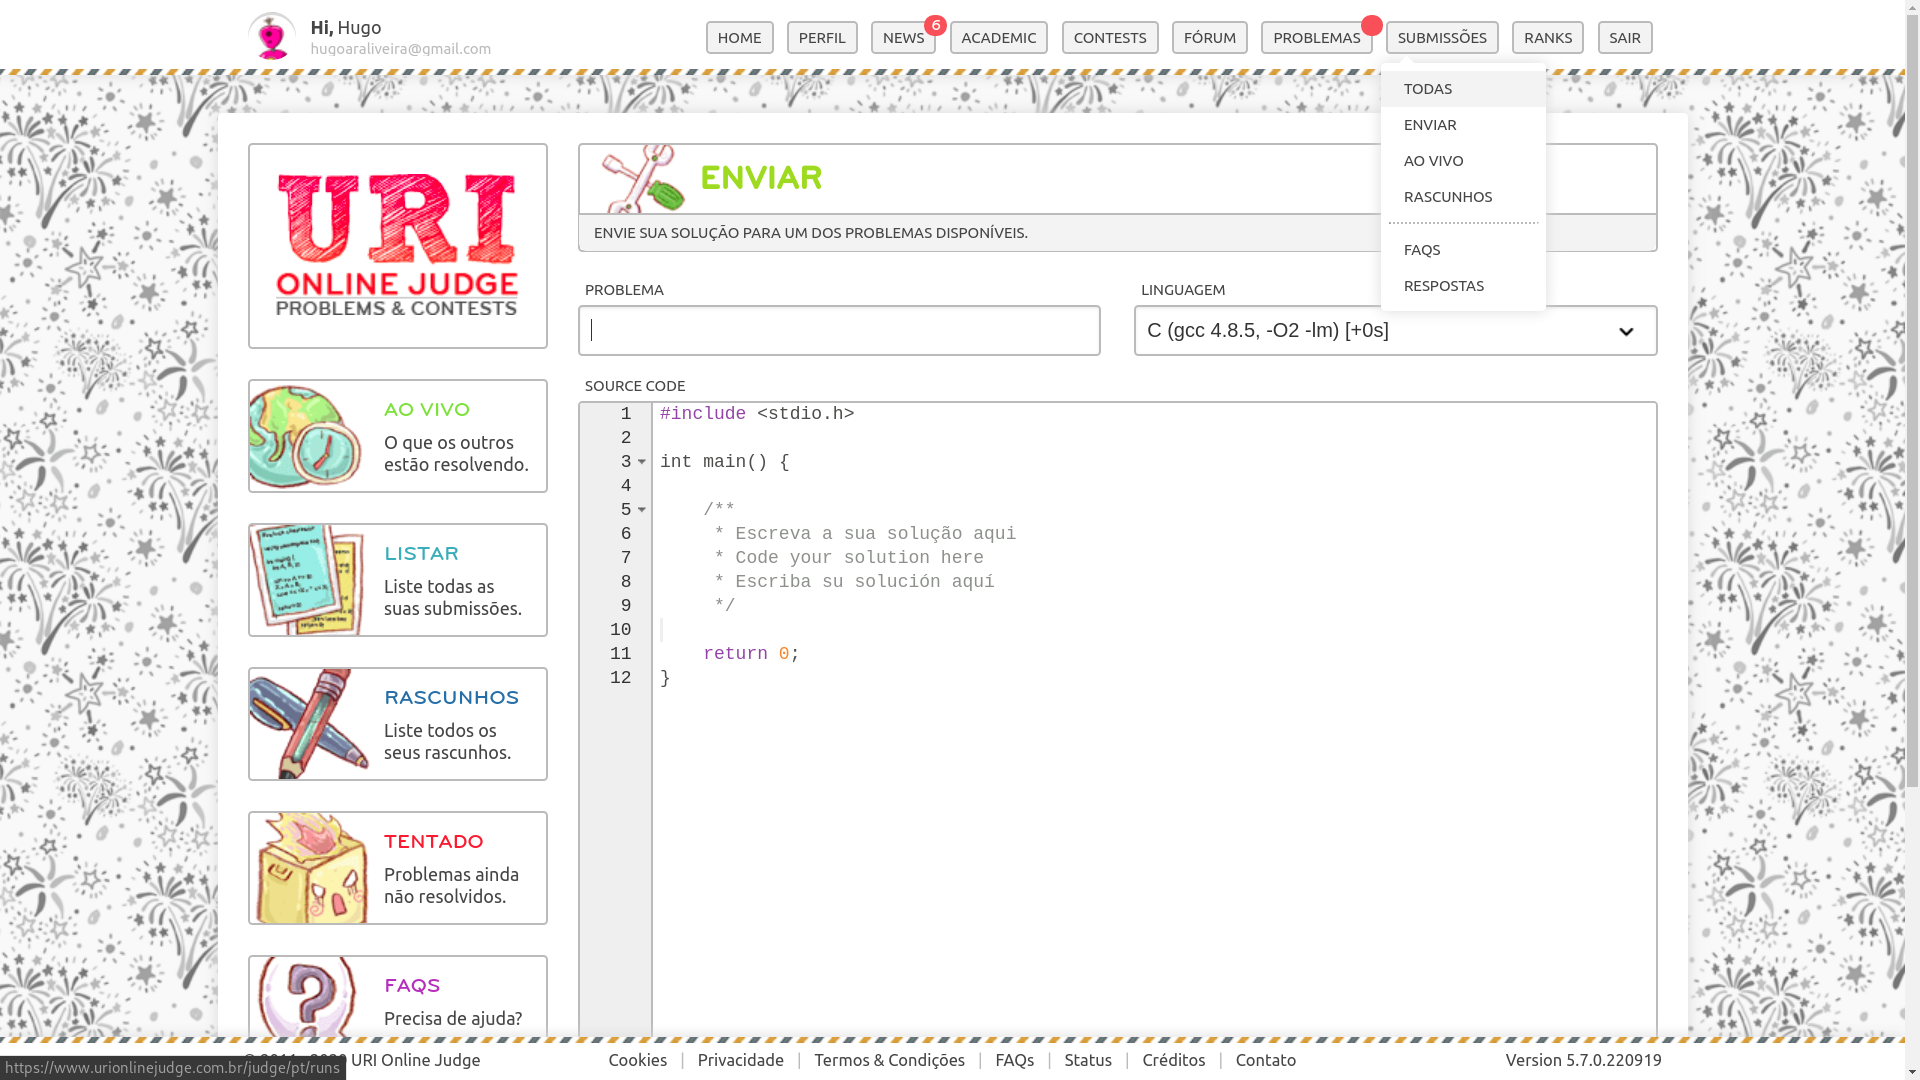 Hi, Hugo
hugoaraliveira@gmail.com
HOME
PERFIL
NEWS
6
ACADEMIC
CONTESTS
FÓRUM
PROBLEMAS
SUBMISSÕES
RANKS
SAIR
TODAS
ENVIAR
AO VIVO
RASCUNHOS
FAQS
RESPOSTAS
URI
ONLINE JUDGE
PROBLEMS & CONTESTS
AO VIVO
O que os outros
estão resolvendo.
LISTAR
Liste todas as
suas submissões.
RASCUNHOS
Liste todos os
seus rascunhos.
TENTADO
Problemas ainda
não resolvidos.
FAQS
Precisa de ajuda?
ENVIAR
ENVIE SUA SOLUÇÃO PARA UM DOS PROBLEMAS DISPONÍVEIS.
PROBLEMA
LINGUAGEM
C (gcc 4.8.5, -O2 -lm) [+0s]
SOURCE CODE
1 #include <stdio.h>
2
3 int main() {
4
5 /**
6 * Escreva a sua solução aqui
7 * Code your solution here
8 * Escriba su solución aquí
9 */
10
11 return 0;
12 }
URI Online Judge
Cookies | Privacidade | Termos & Condições | FAQs | Status | Créditos | Contato
Version 5.7.0.220919
https://www.urionlinejudge.com.br/judge/pt/runs